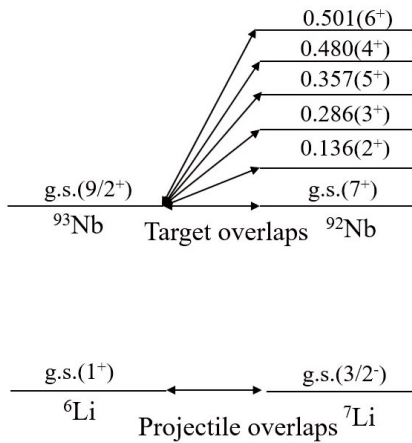 0.501(6⁺)
0.480(4⁺)
0.357(5⁺)
0.286(3⁺)
0.136(2⁺)
g.s.(9/2⁺) g.s.(7⁺)
⁹³Nb Target overlaps ⁹²Nb
g.s.(1⁺) g.s.(3/2⁻)
⁶Li Projectile overlaps ⁷Li